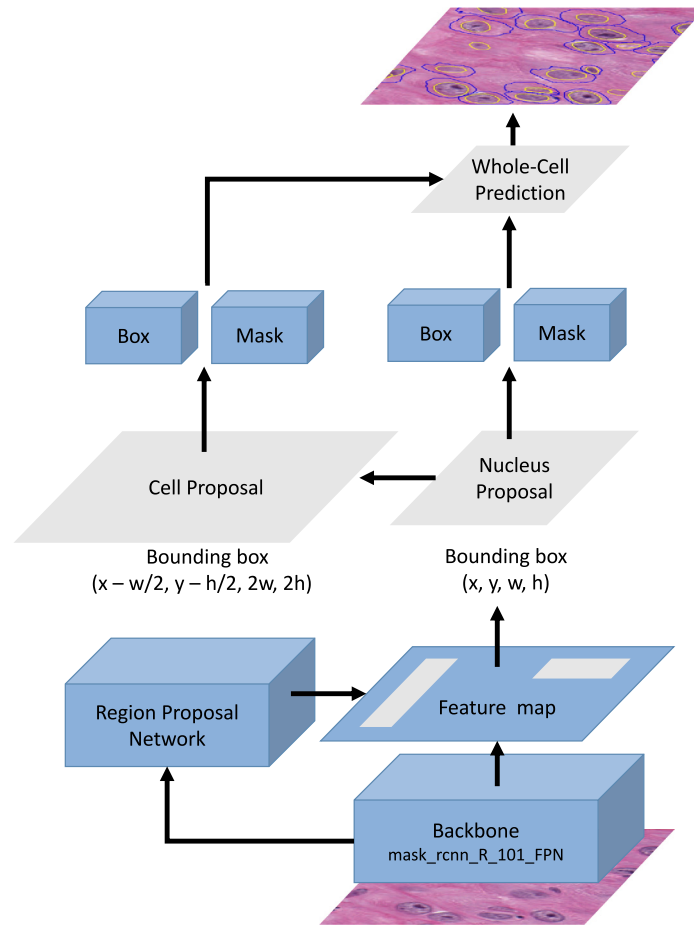 Whole-Cell
Prediction
Box
Mask
Box
Mask
Cell Proposal
Nucleus
Proposal
Bounding box
(x – w/2, y – h/2, 2w, 2h)
Bounding box
(x, y, w, h)
Region Proposal
Network
Feature map
Backbone
mask_rcnn_R_101_FPN